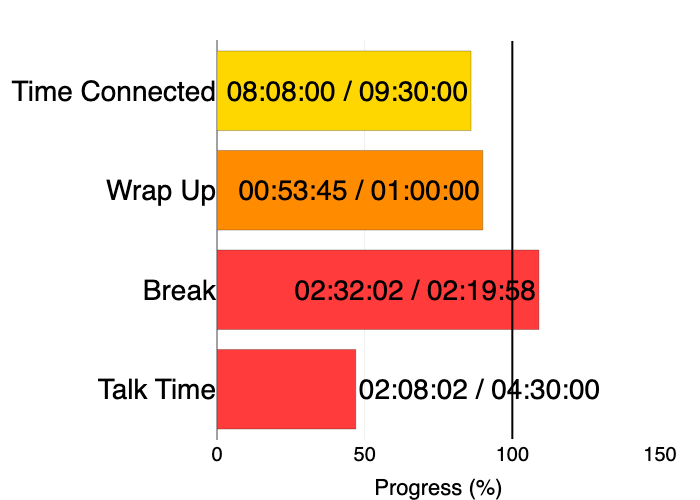 Time Connected 08:08:00 / 09:30:00
Wrap Up 00:53:45 / 01:00:00
Break 02:32:02 / 02:19:58
Talk Time 02:08:02 / 04:30:00
0 50 100 150
Progress (%)